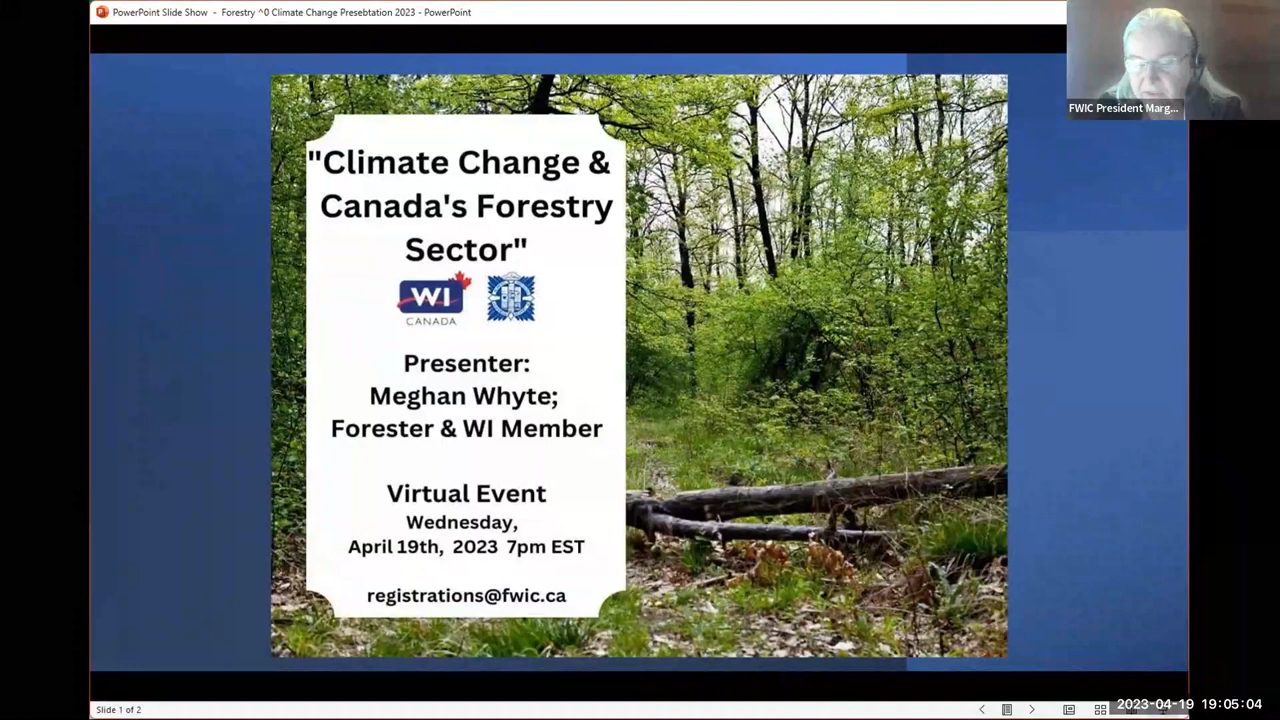 PowerPoint Slide Show - Forestry ^0 Climate Change Presebtation 2023 - PowerPoint
FWIC President Marg...
"Climate Change &
Canada's Forestry
Sector"
WI
CANADA
Presenter:
Meghan Whyte;
Forester & WI Member
Virtual Event
Wednesday,
April 19th, 2023 7pm EST
registrations@fwic.ca
Slide 1 of 2
2023-04-19 19:05:04